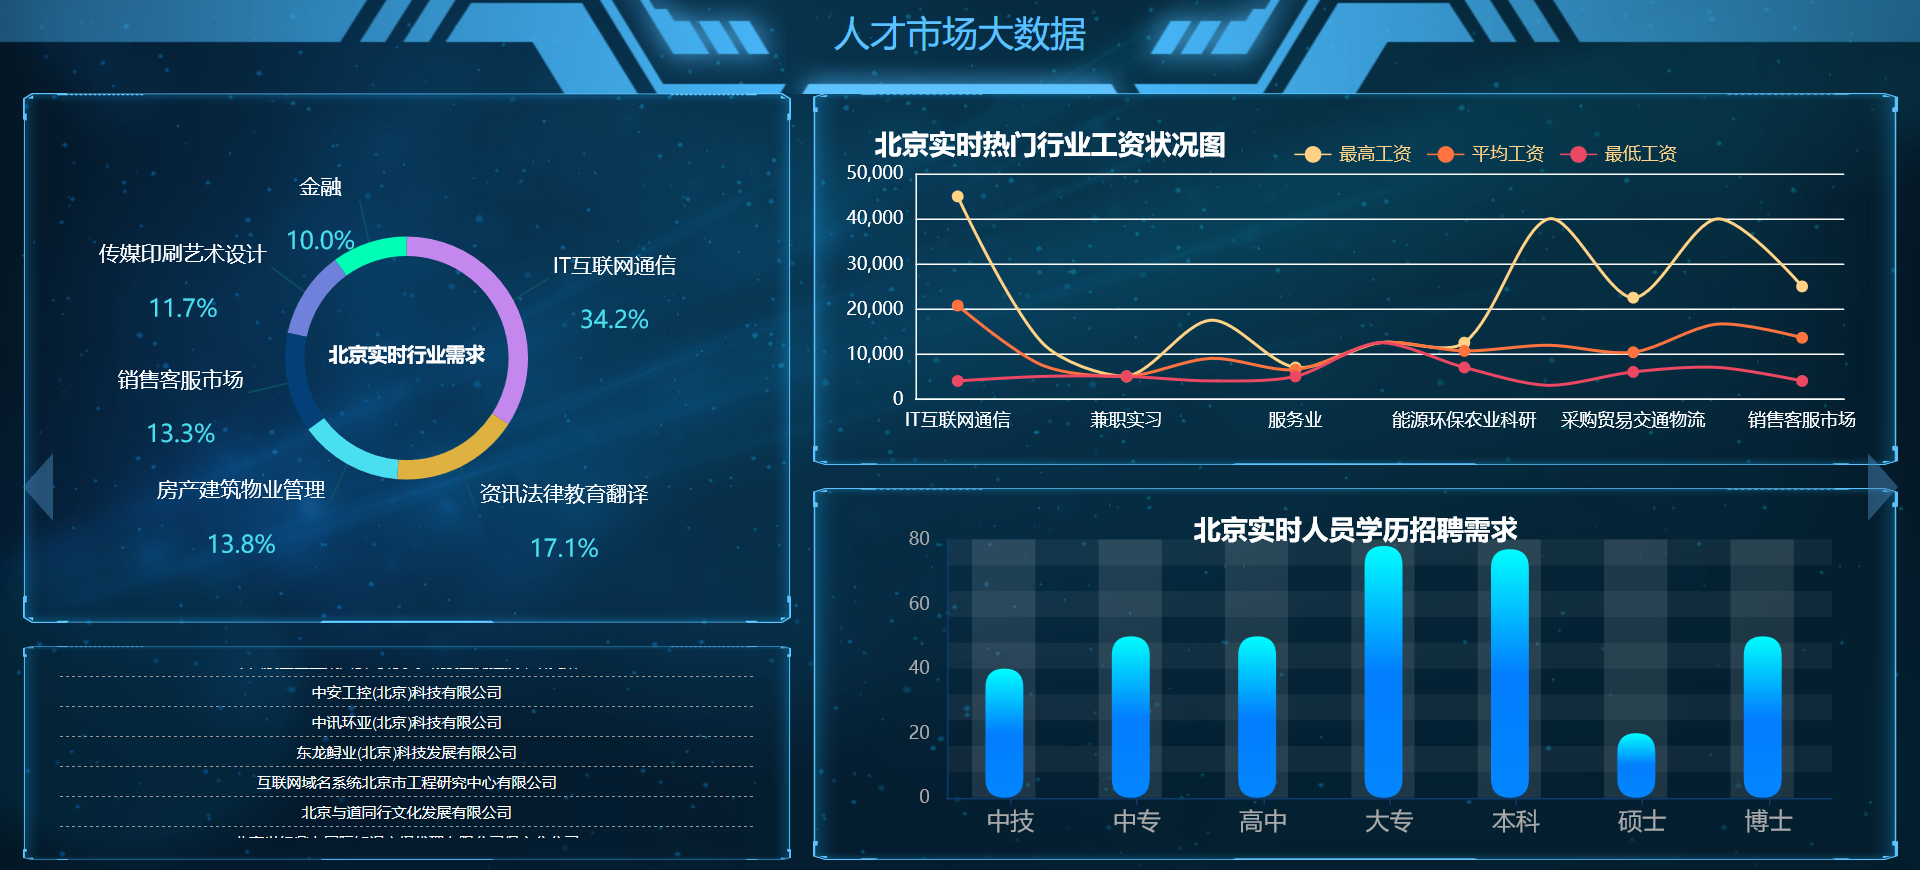 人才市场大数据
金融
10.0%
传媒印刷艺术设计
11.7%
IT互联网通信
34.2%
北京实时行业需求
销售客服市场
13.3%
房产建筑物业管理
13.8%
资讯法律教育翻译
17.1%
中安工控(北京)科技有限公司
中讯环亚(北京)科技有限公司
东龙鲟业(北京)科技发展有限公司
互联网域名系统北京市工程研究中心有限公司
北京与道同行文化发展有限公司
北京实时热门行业工资状况图
最高工资 平均工资 最低工资
50,000
40,000
30,000
20,000
10,000
0
IT互联网通信 兼职实习 服务业 能源环保农业科研 采购贸易交通物流 销售客服市场
北京实时人员学历招聘需求
80
60
40
20
0
中技 中专 高中 大专 本科 硕士 博士